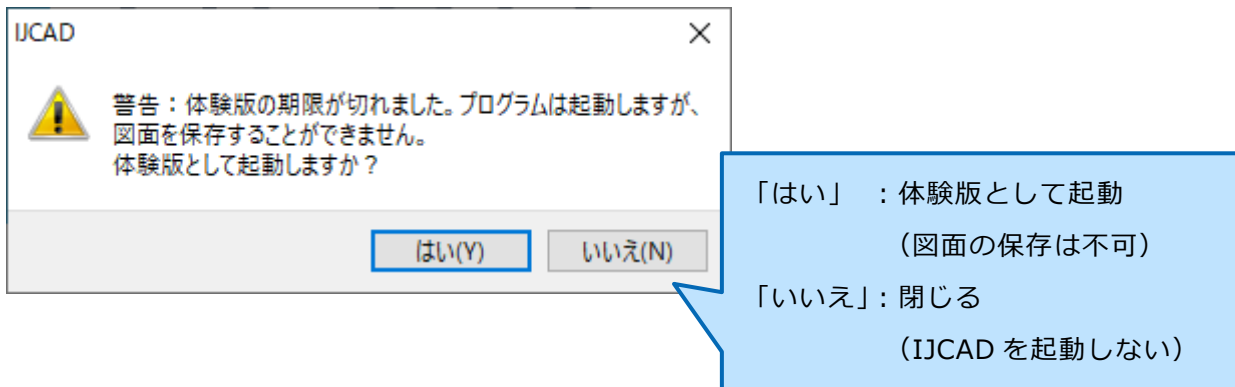 IJCAD
警告：体験版の期限が切れました。プログラムは起動しますが、
図面を保存することができません。
体験版として起動しますか？
はい(Y)
いいえ(N)
「はい」 ：体験版として起動
（図面の保存は不可）
「いいえ」：閉じる
（IJCAD を起動しない）